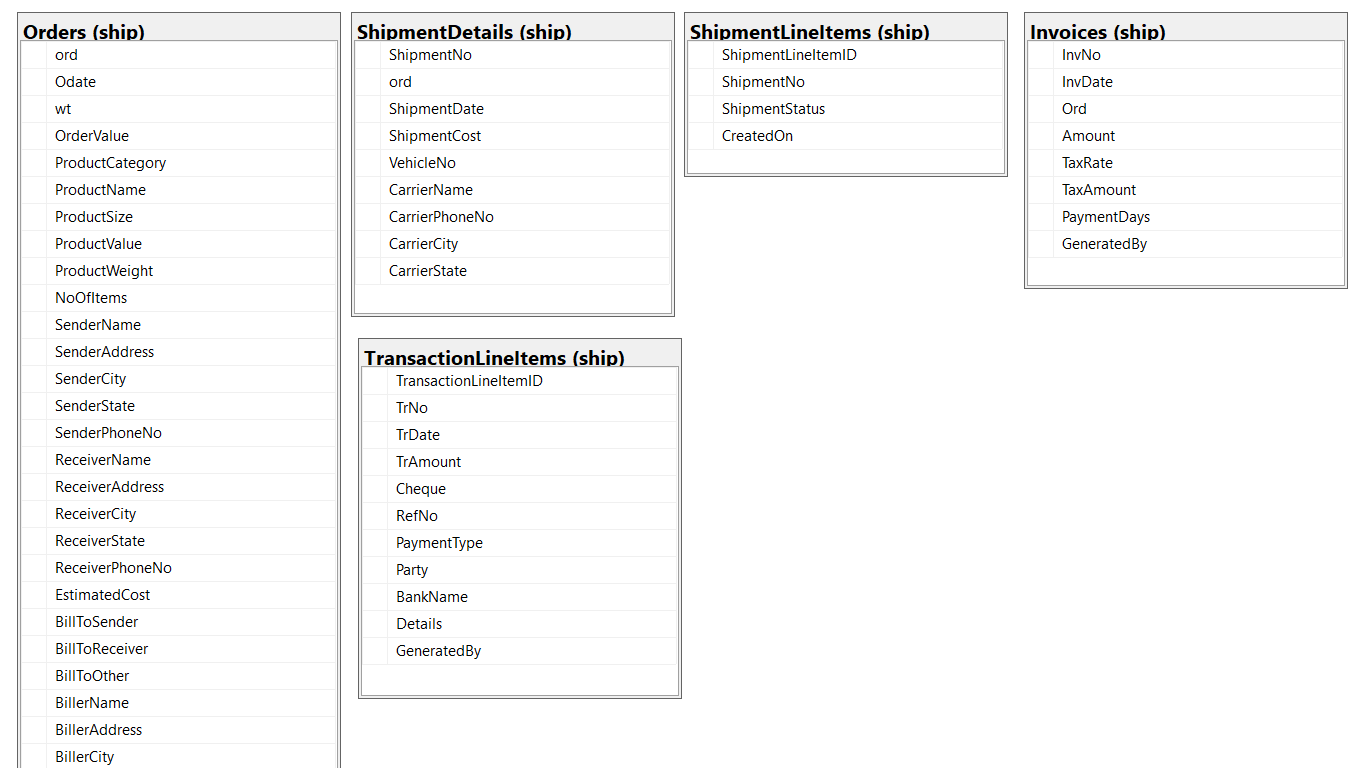 Orders (ship)
ord
Odate
wt
OrderValue
ProductCategory
ProductName
ProductSize
ProductValue
ProductWeight
NoOfItems
SenderName
SenderAddress
SenderCity
SenderState
SenderPhoneNo
ReceiverName
ReceiverAddress
ReceiverCity
ReceiverState
ReceiverPhoneNo
EstimatedCost
BillToSender
BillToReceiver
BillToOther
BillerName
BillerAddress
BillerCity
ShipmentDetails (ship)
ShipmentNo
ord
ShipmentDate
ShipmentCost
VehicleNo
CarrierName
CarrierPhoneNo
CarrierCity
CarrierState
TransactionLineItems (ship)
TransactionLineItemID
TrNo
TrDate
TrAmount
Cheque
RefNo
PaymentType
Party
BankName
Details
GeneratedBy
ShipmentLineItems (ship)
ShipmentLineItemID
ShipmentNo
ShipmentStatus
CreatedOn
Invoices (ship)
InvNo
InvDate
Ord
Amount
TaxRate
TaxAmount
PaymentDays
GeneratedBy